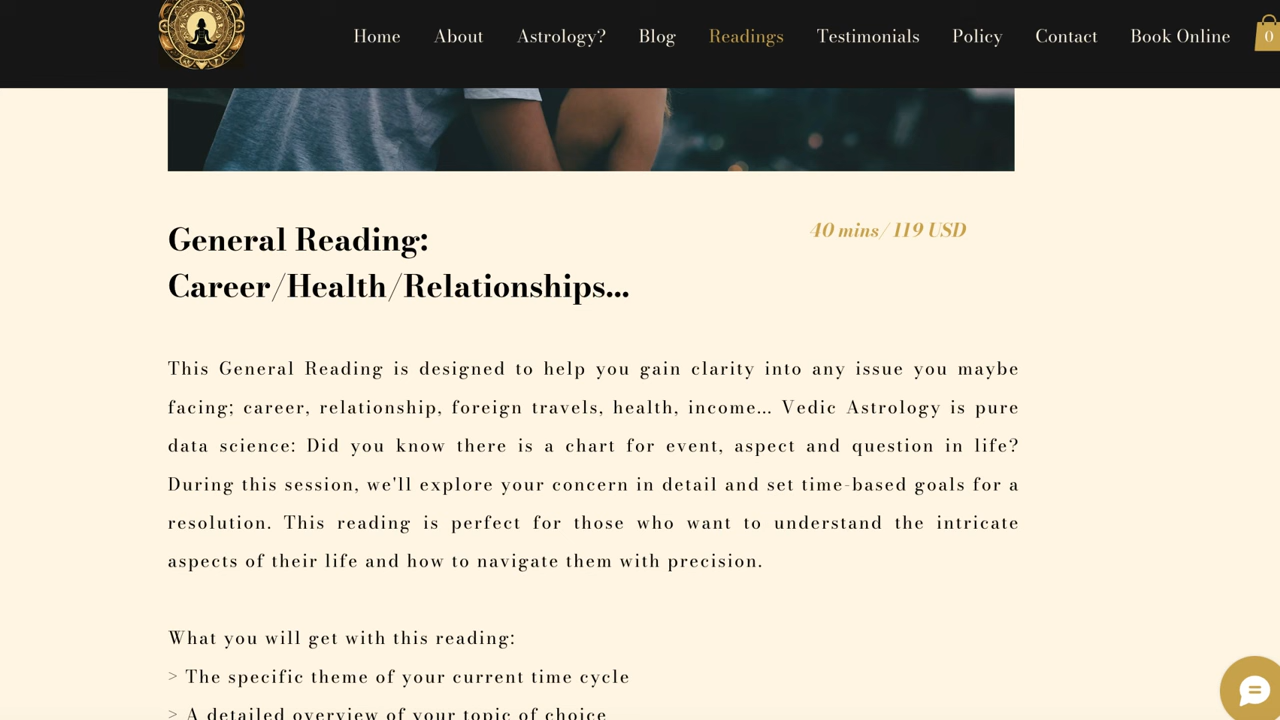 Home About Astrology? Blog Readings Testimonials Policy Contact Book Online 0
General Reading:
Career/Health/Relationships...
40 mins/ 119 USD
This General Reading is designed to help you gain clarity into any issue you maybe
facing; career, relationship, foreign travels, health, income... Vedic Astrology is pure
data science: Did you know there is a chart for event, aspect and question in life?
During this session, we'll explore your concern in detail and set time-based goals for a
resolution. This reading is perfect for those who want to understand the intricate
aspects of their life and how to navigate them with precision.
What you will get with this reading:
> The specific theme of your current time cycle
> A detailed overview of your topic of choice